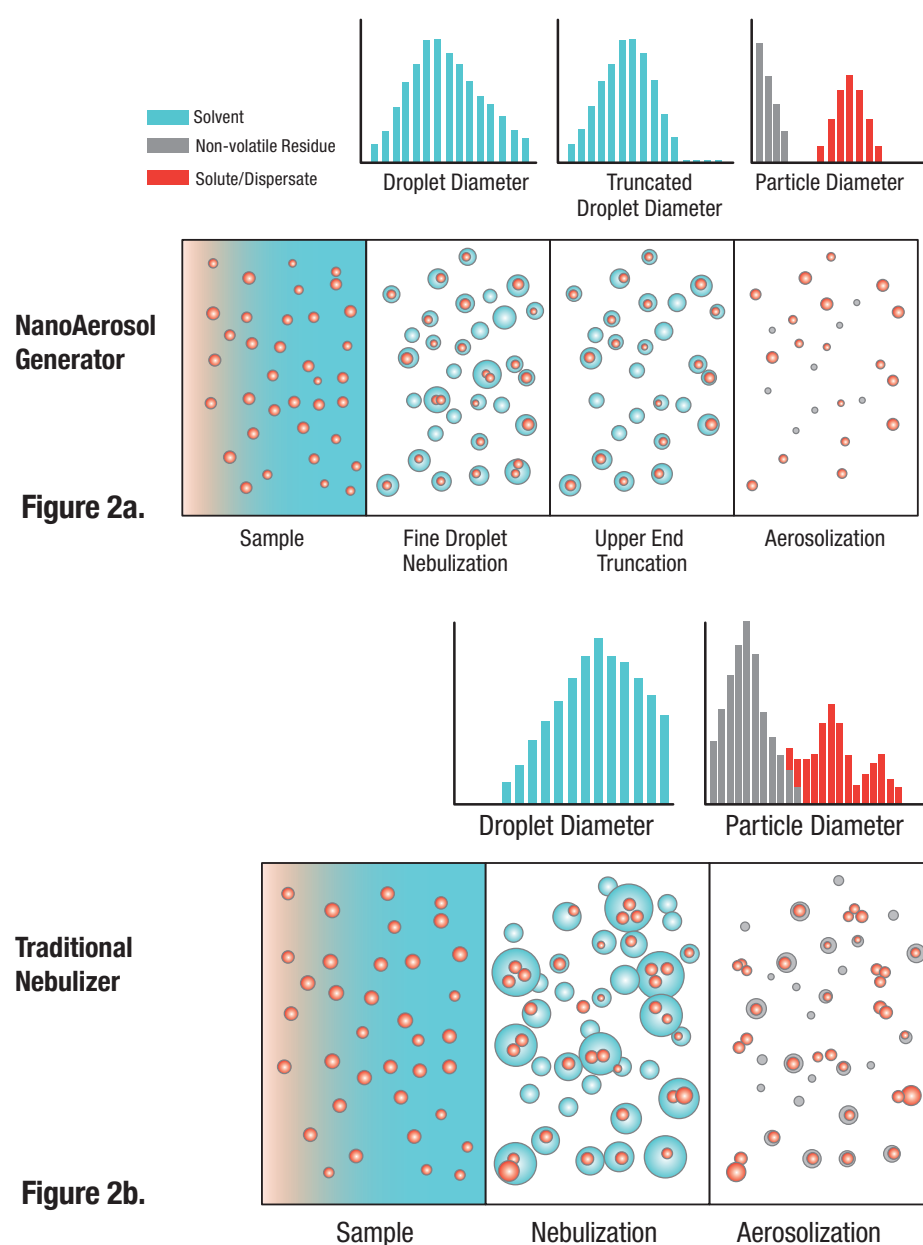 Solvent
Non-volatile Residue
Solute/Dispersate
Droplet Diameter
Truncated
Droplet Diameter
Particle Diameter
NanoAerosol
Generator
Figure 2a.
Sample
Fine Droplet
Nebulization
Upper End
Truncation
Aerosolization
Droplet Diameter
Particle Diameter
Traditional
Nebulizer
Figure 2b.
Sample
Nebulization
Aerosolization